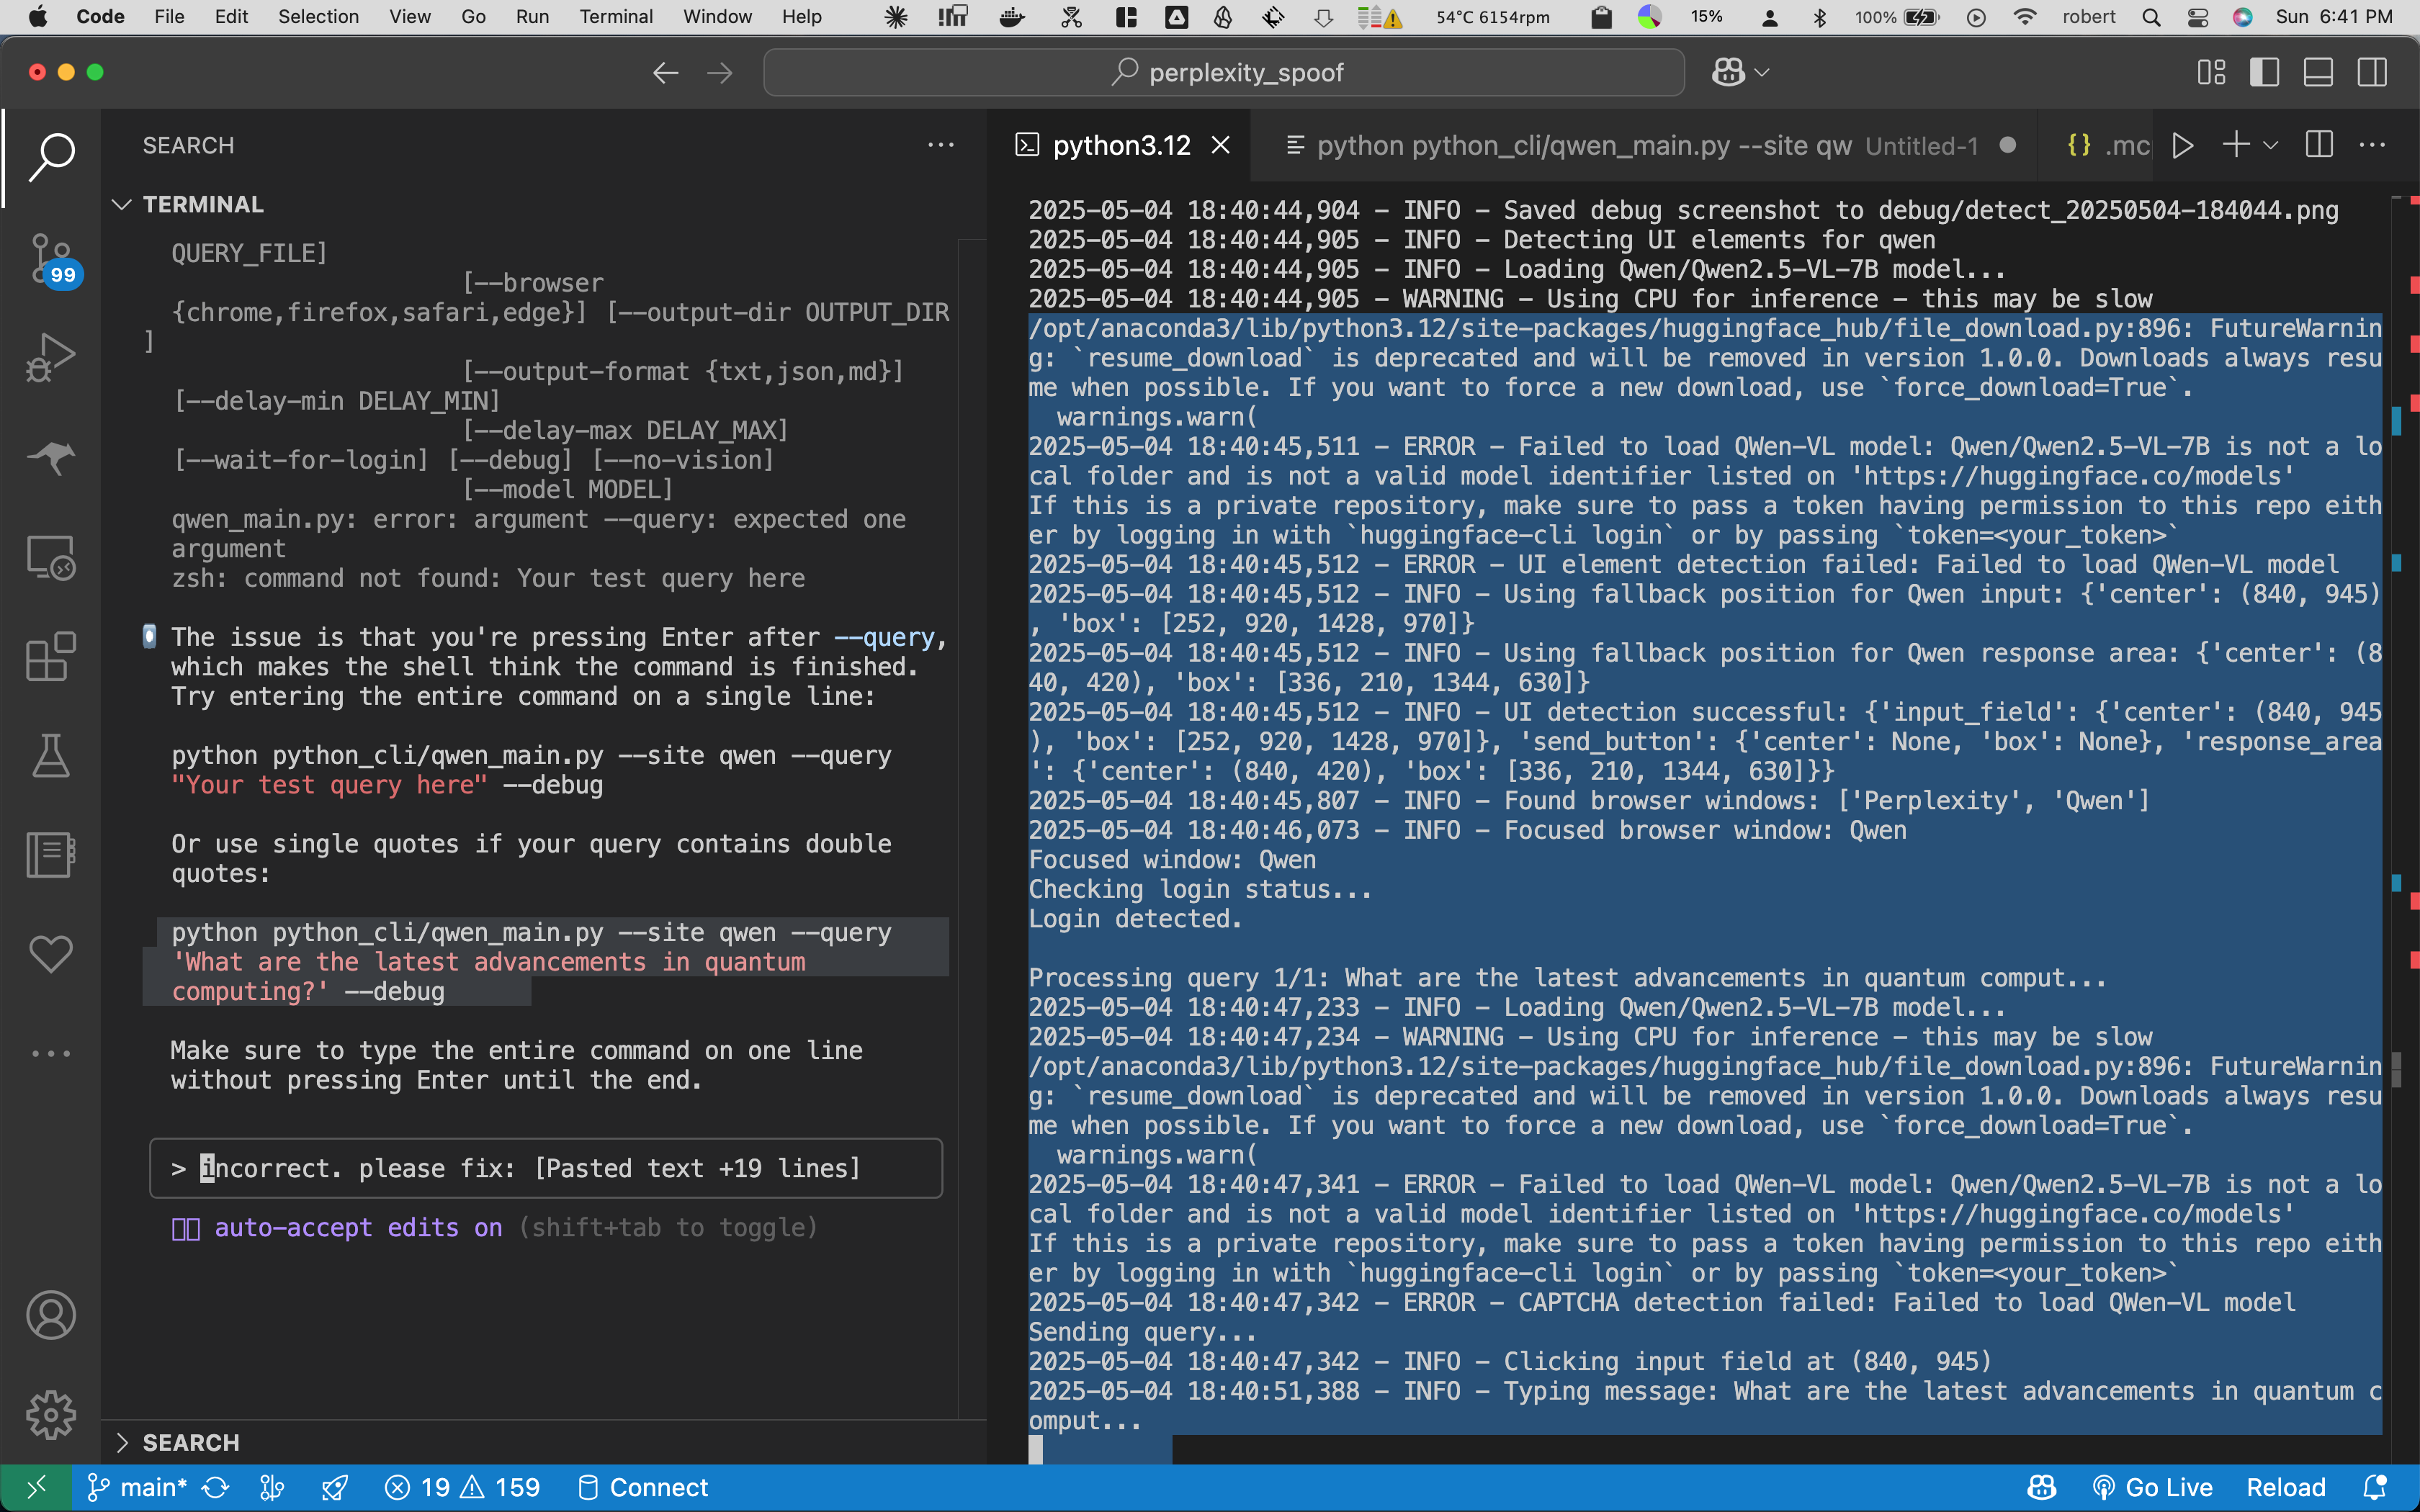 Code File Edit Selection View Go Run Terminal Window Help 54°C 6154rpm 15% 100% robert Sun 6:41 PM
perplexity_spoof
SEARCH
TERMINAL
QUERY_FILE]
[--browser
{chrome,firefox,safari,edge}] [--output-dir OUTPUT_DIR
]
[--output-format {txt,json,md}]
[--delay-min DELAY_MIN]
[--delay-max DELAY_MAX]
[--wait-for-login] [--debug] [--no-vision]
[--model MODEL]
qwen_main.py: error: argument --query: expected one
argument
zsh: command not found: Your test query here
The issue is that you're pressing Enter after --query,
which makes the shell think the command is finished.
Try entering the entire command on a single line:
python python_cli/qwen_main.py --site qwen --query
"Your test query here" --debug
Or use single quotes if your query contains double
quotes:
python python_cli/qwen_main.py --site qwen --query
'What are the latest advancements in quantum
computing?' --debug
Make sure to type the entire command on one line
without pressing Enter until the end.
> incorrect. please fix: [Pasted text +19 lines]
auto-accept edits on (shift+tab to toggle)
SEARCH
99
python3.12 python python_cli/qwen_main.py --site qw Untitled-1 {} .mc
2025-05-04 18:40:44,904 - INFO - Saved debug screenshot to debug/detect_20250504-184044.png
2025-05-04 18:40:44,905 - INFO - Detecting UI elements for qwen
2025-05-04 18:40:44,905 - INFO - Loading Qwen/Qwen2.5-VL-7B model...
2025-05-04 18:40:44,905 - WARNING - Using CPU for inference - this may be slow
/opt/anaconda3/lib/python3.12/site-packages/huggingface_hub/file_download.py:896: FutureWarnin
g: `resume_download` is deprecated and will be removed in version 1.0.0. Downloads always resu
me when possible. If you want to force a new download, use `force_download=True`.
warnings.warn(
2025-05-04 18:40:45,511 - ERROR - Failed to load QWen-VL model: Qwen/Qwen2.5-VL-7B is not a lo
cal folder and is not a valid model identifier listed on 'https://huggingface.co/models'
If this is a private repository, make sure to pass a token having permission to this repo eith
er by logging in with `huggingface-cli login` or by passing `token=<your_token>`
2025-05-04 18:40:45,512 - ERROR - UI element detection failed: Failed to load QWen-VL model
2025-05-04 18:40:45,512 - INFO - Using fallback position for Qwen input: {'center': (840, 945)
, 'box': [252, 920, 1428, 970]}
2025-05-04 18:40:45,512 - INFO - Using fallback position for Qwen response area: {'center': (8
40, 420), 'box': [336, 210, 1344, 630]}
2025-05-04 18:40:45,512 - INFO - UI detection successful: {'input_field': {'center': (840, 945
), 'box': [252, 920, 1428, 970]}, 'send_button': {'center': None, 'box': None}, 'response_area
': {'center': (840, 420), 'box': [336, 210, 1344, 630]}}
2025-05-04 18:40:45,807 - INFO - Found browser windows: ['Perplexity', 'Qwen']
2025-05-04 18:40:46,073 - INFO - Focused browser window: Qwen
Focused window: Qwen
Checking login status...
Login detected.
Processing query 1/1: What are the latest advancements in quantum comput...
2025-05-04 18:40:47,233 - INFO - Loading Qwen/Qwen2.5-VL-7B model...
2025-05-04 18:40:47,234 - WARNING - Using CPU for inference - this may be slow
/opt/anaconda3/lib/python3.12/site-packages/huggingface_hub/file_download.py:896: FutureWarnin
g: `resume_download` is deprecated and will be removed in version 1.0.0. Downloads always resu
me when possible. If you want to force a new download, use `force_download=True`.
warnings.warn(
2025-05-04 18:40:47,341 - ERROR - Failed to load QWen-VL model: Qwen/Qwen2.5-VL-7B is not a lo
cal folder and is not a valid model identifier listed on 'https://huggingface.co/models'
If this is a private repository, make sure to pass a token having permission to this repo eith
er by logging in with `huggingface-cli login` or by passing `token=<your_token>`
2025-05-04 18:40:47,342 - ERROR - CAPTCHA detection failed: Failed to load QWen-VL model
Sending query...
2025-05-04 18:40:47,342 - INFO - Clicking input field at (840, 945)
2025-05-04 18:40:51,388 - INFO - Typing message: What are the latest advancements in quantum c
omput...
main* 19 159 Connect Go Live Reload